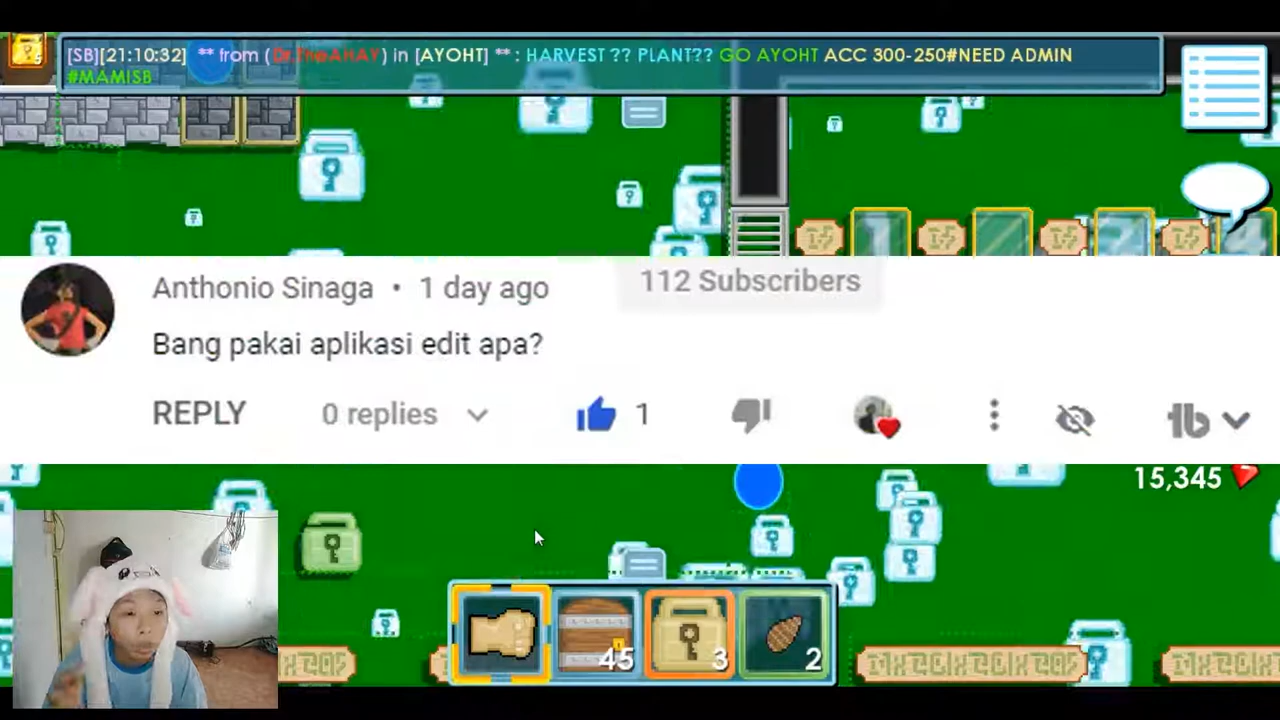 [SB][21:10:32] ** from (Dr.TheAHAY) in [AYOHT] ** : HARVEST ?? PLANT?? GO AYOHT ACC 300-250#NEED ADMIN
#MAMISB
Anthonio Sinaga • 1 day ago
112 Subscribers
Bang pakai aplikasi edit apa?
REPLY 0 replies 1
15,345
45 3 2